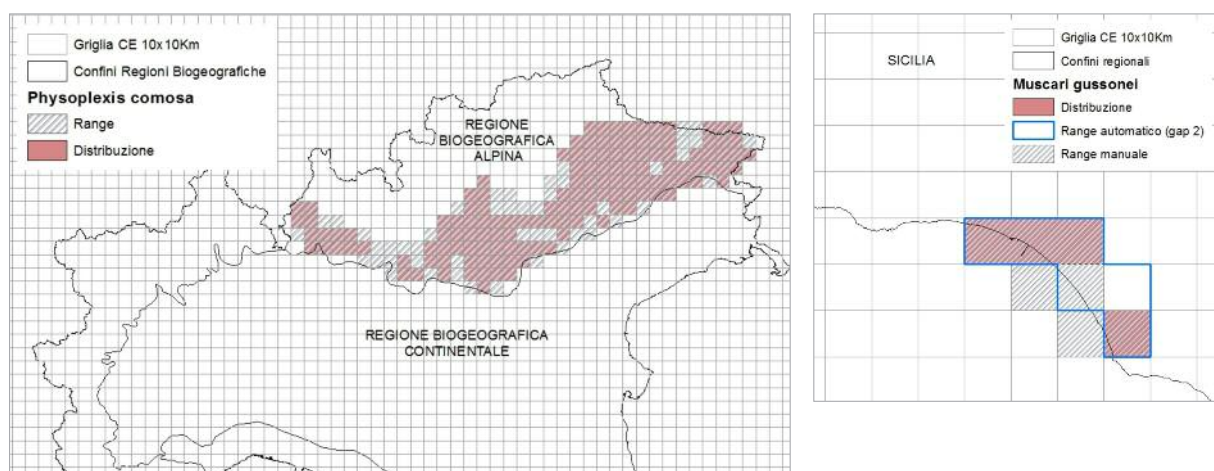 Griglia CE 10x10Km
Confini Regioni Biogeografiche
Physoplexis comosa
Range
Distribuzione
REGIONE
BIOGEOGRAFICA
ALPINA
REGIONE BIOGEOGRAFICA
CONTINENTALE
SICILIA
Griglia CE 10x10Km
Confini regionali
Muscari gussonei
Distribuzione
Range automatico (gap 2)
Range manuale